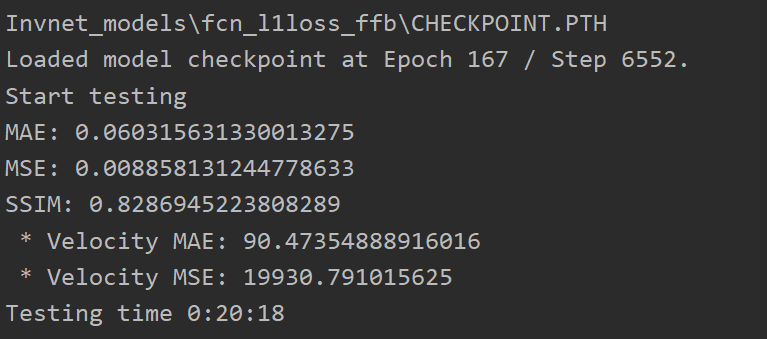 Invnet_models\fcn_l1loss_ffb\CHECKPOINT.PTH
Loaded model checkpoint at Epoch 167 / Step 6552.
Start testing
MAE: 0.060315631330013275
MSE: 0.008858131244778633
SSIM: 0.8286945223808289
 * Velocity MAE: 90.47354888916016
 * Velocity MSE: 19930.791015625
Testing time 0:20:18